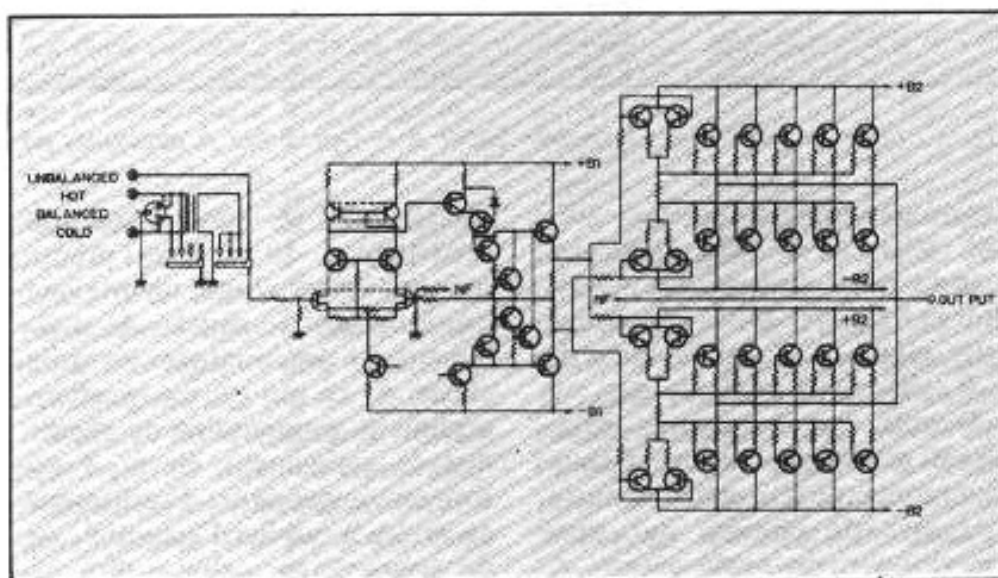 UNBALANCED
HOT
BALANCED
COLD
+B1
NF
-B1
+B2
-B2
NF
OUT PUT
+B2
-B2